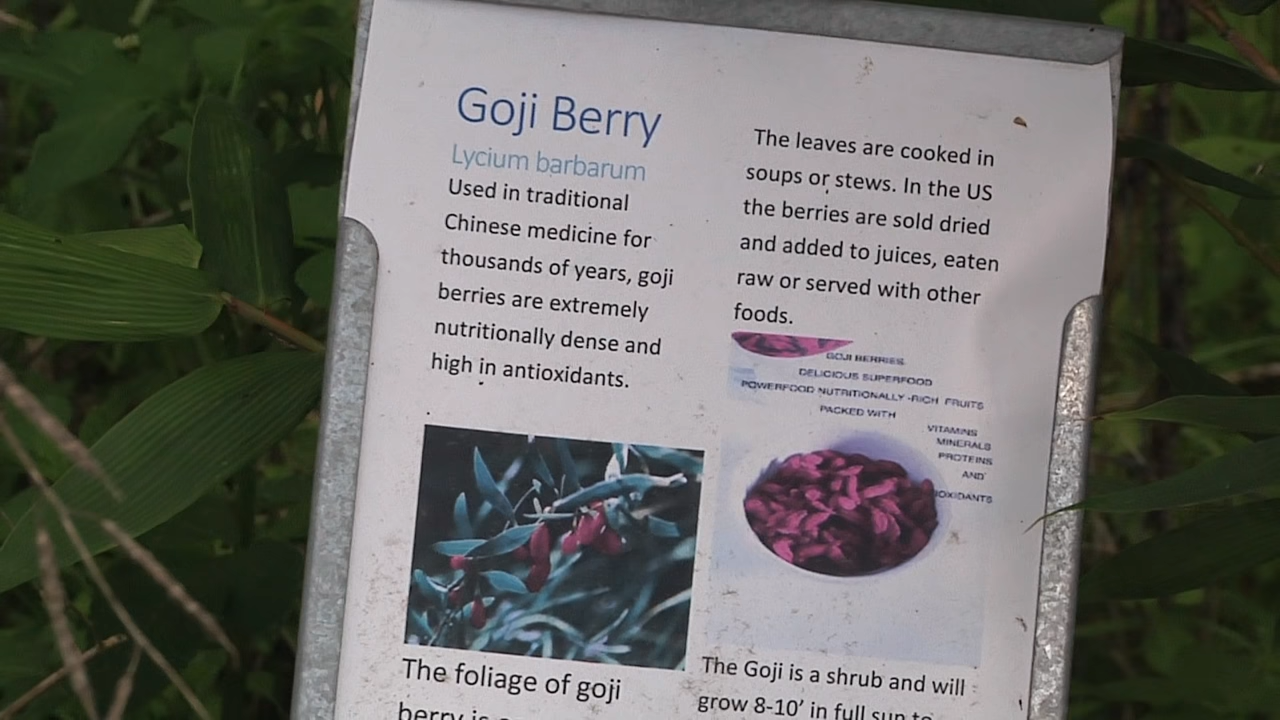 Goji Berry
Lycium barbarum
Used in traditional
Chinese medicine for
thousands of years, goji
berries are extremely
nutritionally dense and
high in antioxidants.
The foliage of goji
berry is
The leaves are cooked in
soups or stews. In the US
the berries are sold dried
and added to juices, eaten
raw or served with other
foods.
GOJI BERRIES
DELICIOUS SUPERFOOD
POWERFOOD NUTRITIONALLY-RICH FRUITS
PACKED WITH
VITAMINS
MINERALS
PROTEINS
AND
OXIDANTS
The Goji is a shrub and will
grow 8-10' in full sun to